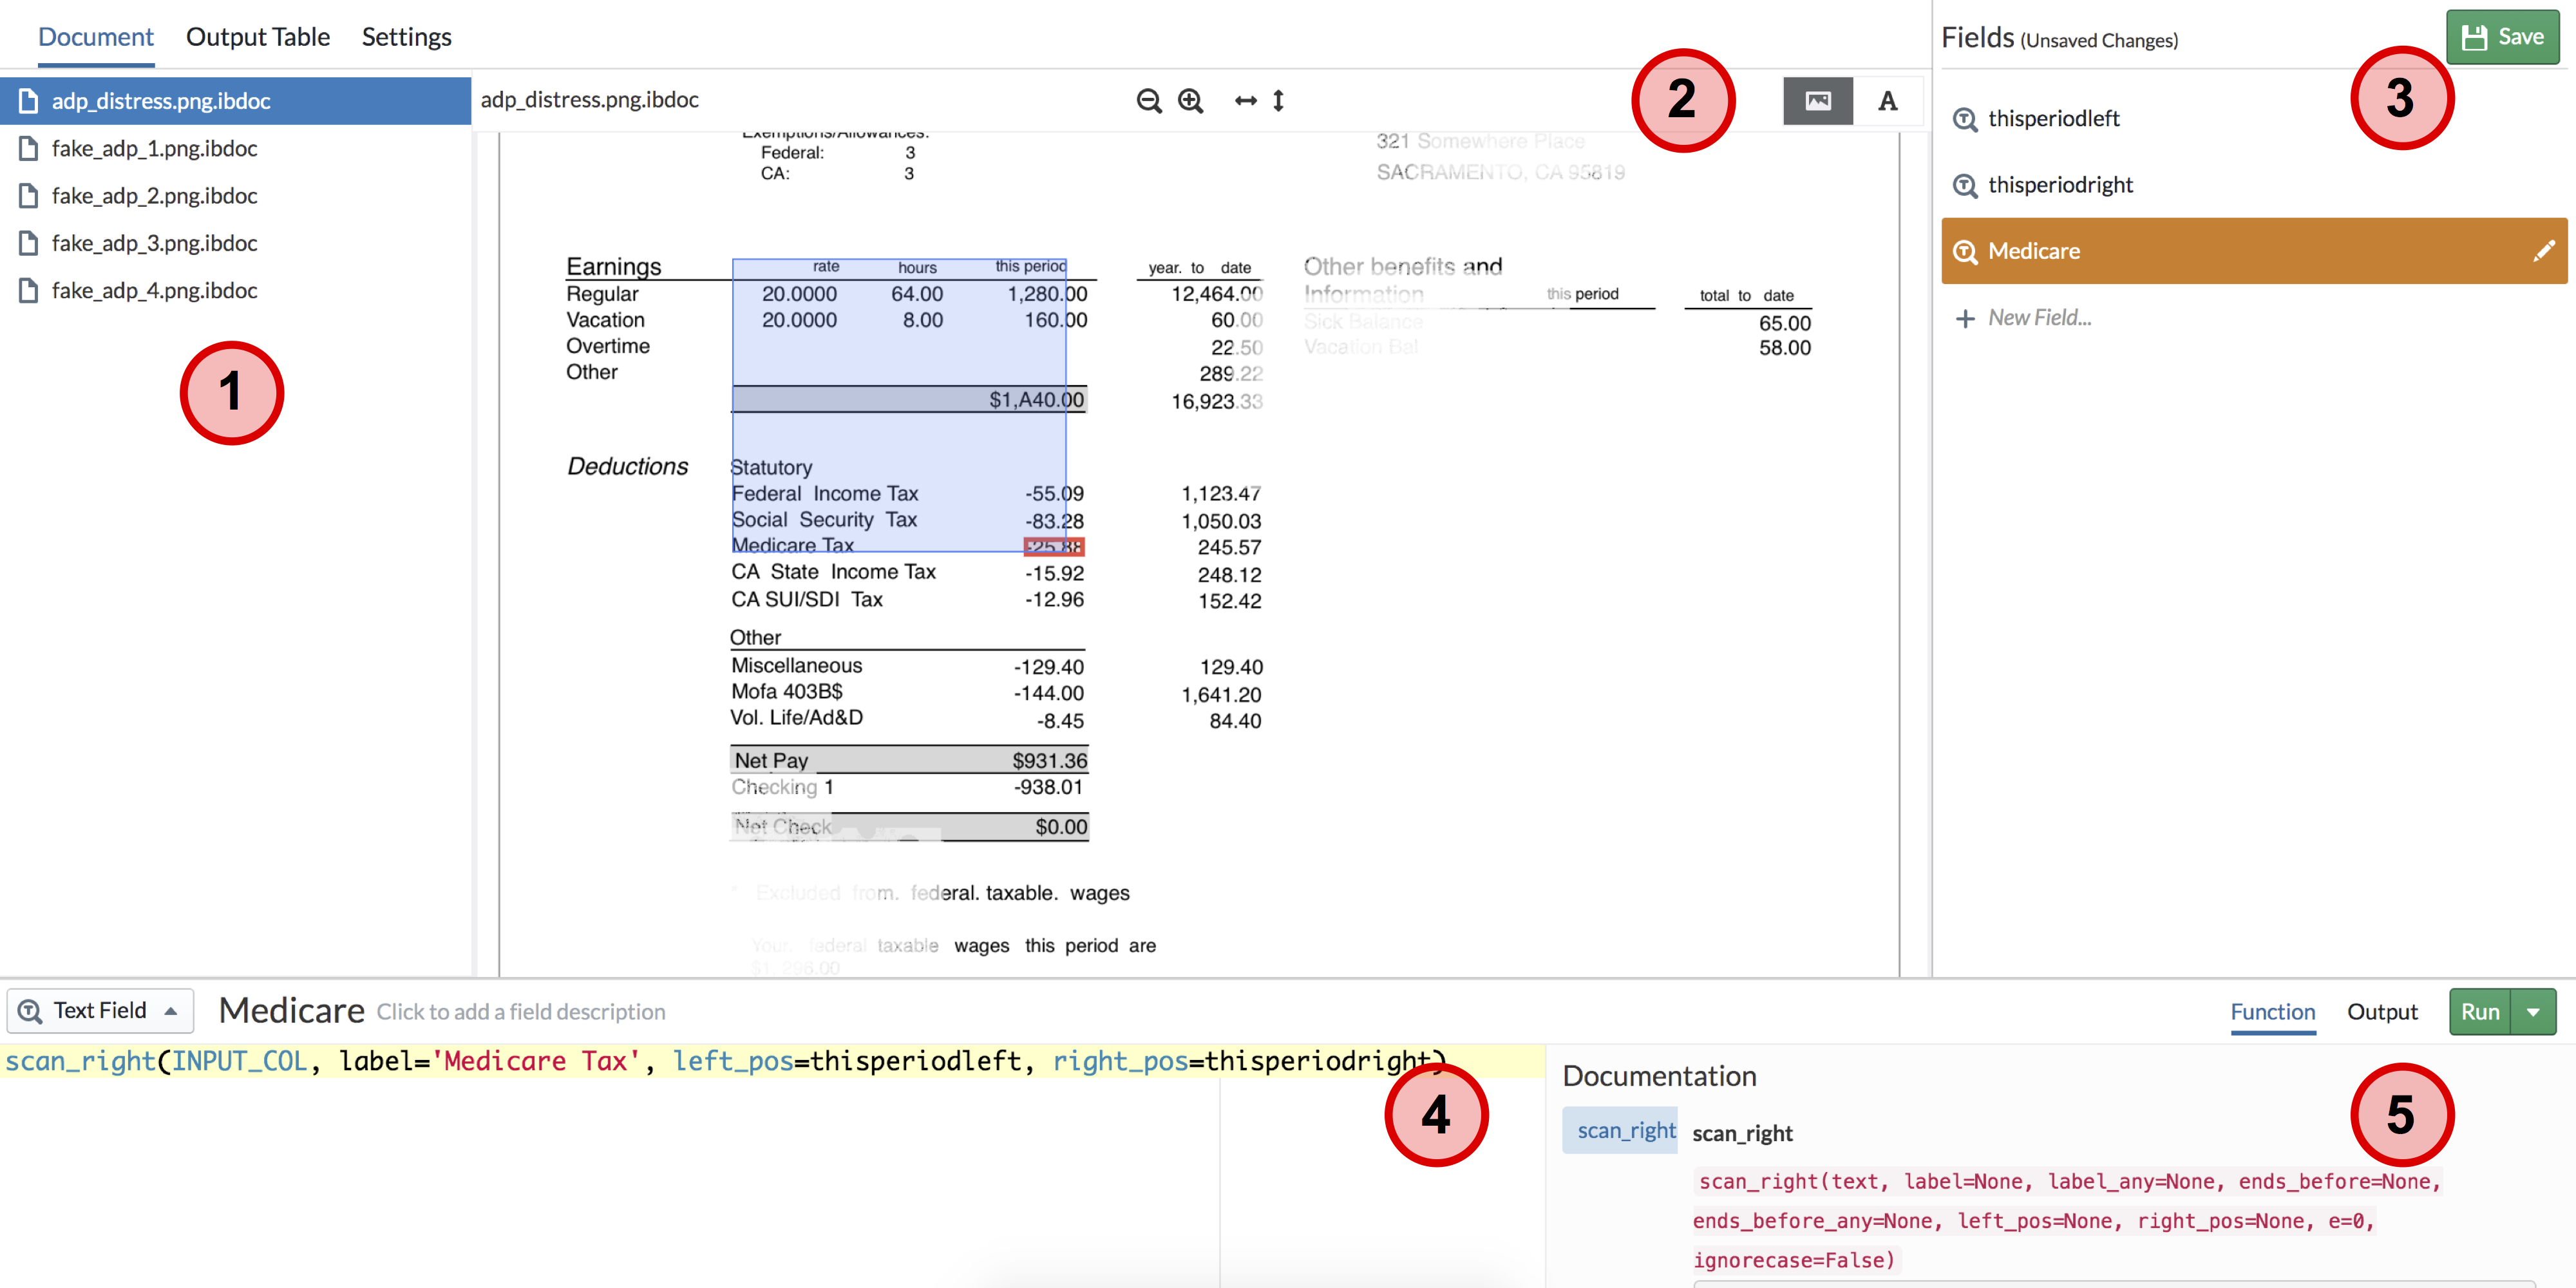 Document Output Table Settings
Fields (Unsaved Changes) Save
adp_distress.png.ibdoc
fake_adp_1.png.ibdoc
fake_adp_2.png.ibdoc
fake_adp_3.png.ibdoc
fake_adp_4.png.ibdoc
1
adp_distress.png.ibdoc 2 A
Exemptions/Allowances:
Federal: 3
CA: 3
321 Somewhere Place
SACRAMENTO, CA 95819
Earnings rate hours this period year. to date
Regular 20.0000 64.00 1,280.00 12,464.00
Vacation 20.0000 8.00 160.00 60.00
Overtime 22.50
Other 289.22
$1,A40.00 16,923.33
Other benefits and
Information this period total to date
Sick Balance 65.00
Vacation Bal 58.00
Deductions Statutory
Federal Income Tax -55.09 1,123.47
Social Security Tax -83.28 1,050.03
Medicare Tax -25.88 245.57
CA State Income Tax -15.92 248.12
CA SUI/SDI Tax -12.96 152.42
Other
Miscellaneous -129.40 129.40
Mofa 403B$ -144.00 1,641.20
Vol. Life/Ad&D -8.45 84.40
Net Pay $931.36
Checking 1 -938.01
Net Check $0.00
* Excluded from. federal. taxable. wages
Your. federal taxable wages this period are
$1, 296.00
3
thisperiodleft
thisperiodright
Medicare
New Field...
Text Field Medicare Click to add a field description
Function Output Run
scan_right(INPUT_COL, label='Medicare Tax', left_pos=thisperiodleft, right_pos=thisperiodright)
4
Documentation
5
scan_right scan_right
scan_right(text, label=None, label_any=None, ends_before=None,
ends_before_any=None, left_pos=None, right_pos=None, e=0,
ignorecase=False)